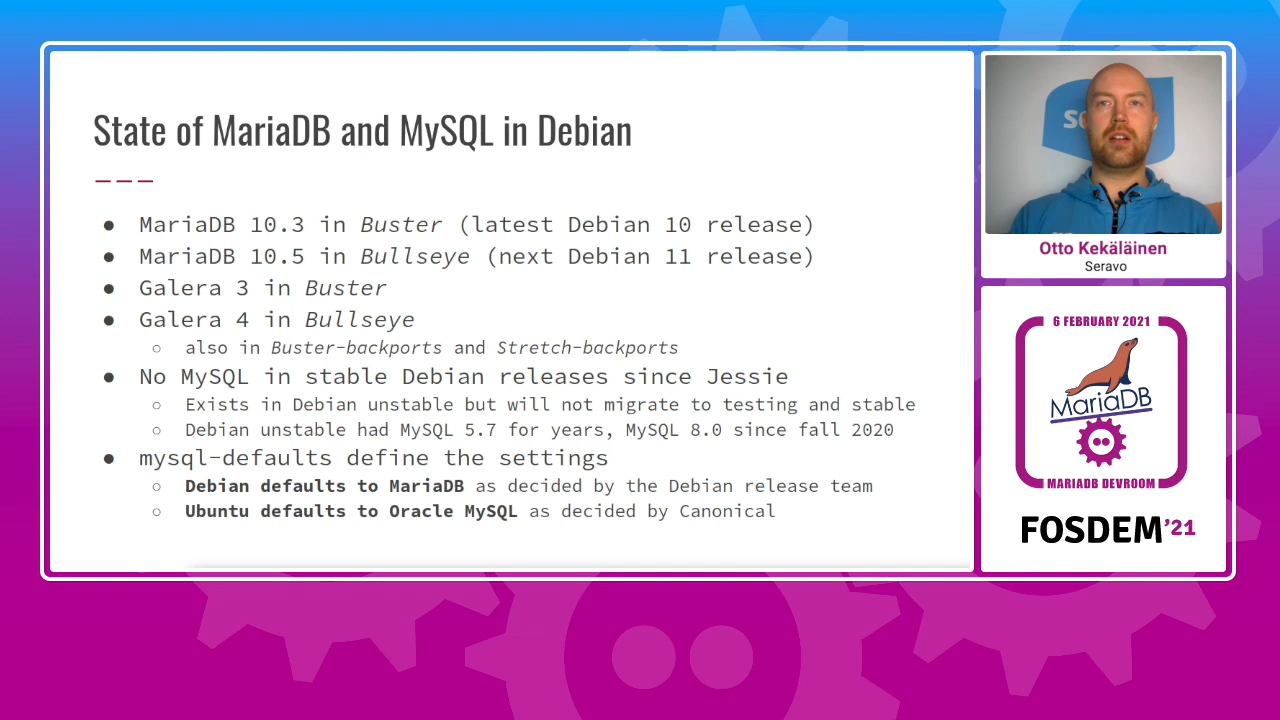 State of MariaDB and MySQL in Debian
● MariaDB 10.3 in Buster (latest Debian 10 release)
● MariaDB 10.5 in Bullseye (next Debian 11 release)
● Galera 3 in Buster
● Galera 4 in Bullseye
○ also in Buster-backports and Stretch-backports
● No MySQL in stable Debian releases since Jessie
○ Exists in Debian unstable but will not migrate to testing and stable
○ Debian unstable had MySQL 5.7 for years, MySQL 8.0 since fall 2020
● mysql-defaults define the settings
○ Debian defaults to MariaDB as decided by the Debian release team
○ Ubuntu defaults to Oracle MySQL as decided by Canonical
Otto Kekäläinen
Seravo
6 FEBRUARY 2021
MariaDB
MARIADB DEVROOM
FOSDEM'21